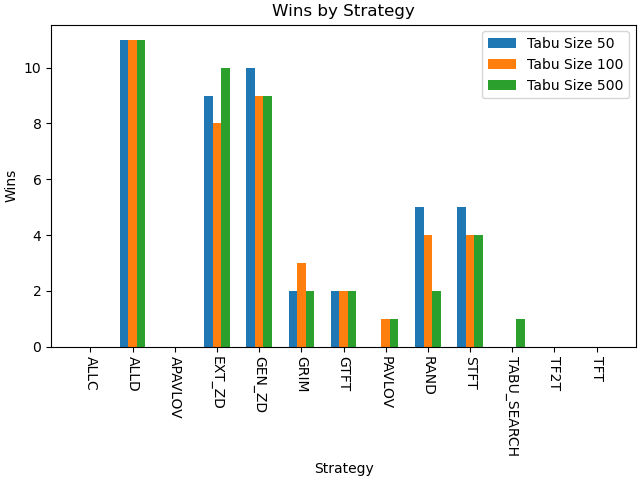 Wins by Strategy
Tabu Size 50
Tabu Size 100
Tabu Size 500
10
8
6
4
2
0
Wins
ALLC
ALLD
APAVLOV
EXT_ZD
GEN_ZD
GRIM
GTFT
PAVLOV
RAND
STFT
TABU_SEARCH
TF2T
TFT
Strategy